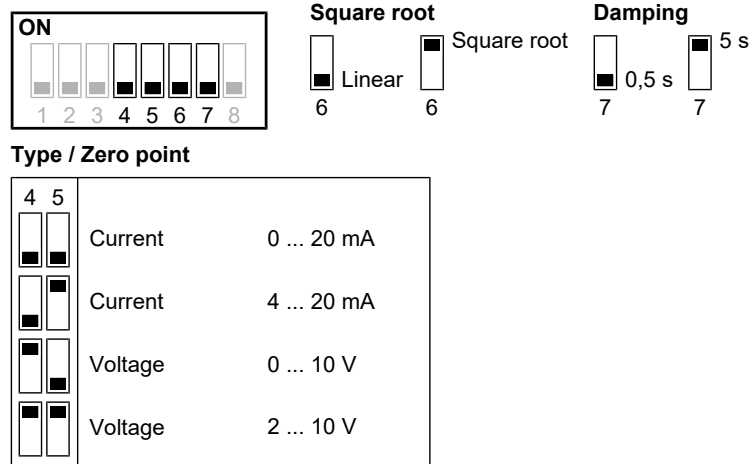 ON
1 2 3 4 5 6 7 8
Square root
Linear
Square root
6 6
Damping
0,5 s
5 s
7 7
Type / Zero point
4 5
Current 0 ... 20 mA
Current 4 ... 20 mA
Voltage 0 ... 10 V
Voltage 2 ... 10 V